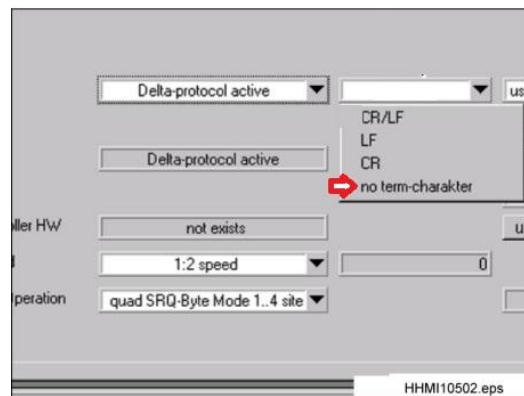 Delta-protocol active
us
CR/LF
LF
CR
no term-charakter
Delta-protocol active
ller HW
not exists
u
1:2 speed
0
peration
quad SRQ-Byte Mode 1..4 site
HHMI10502.eps